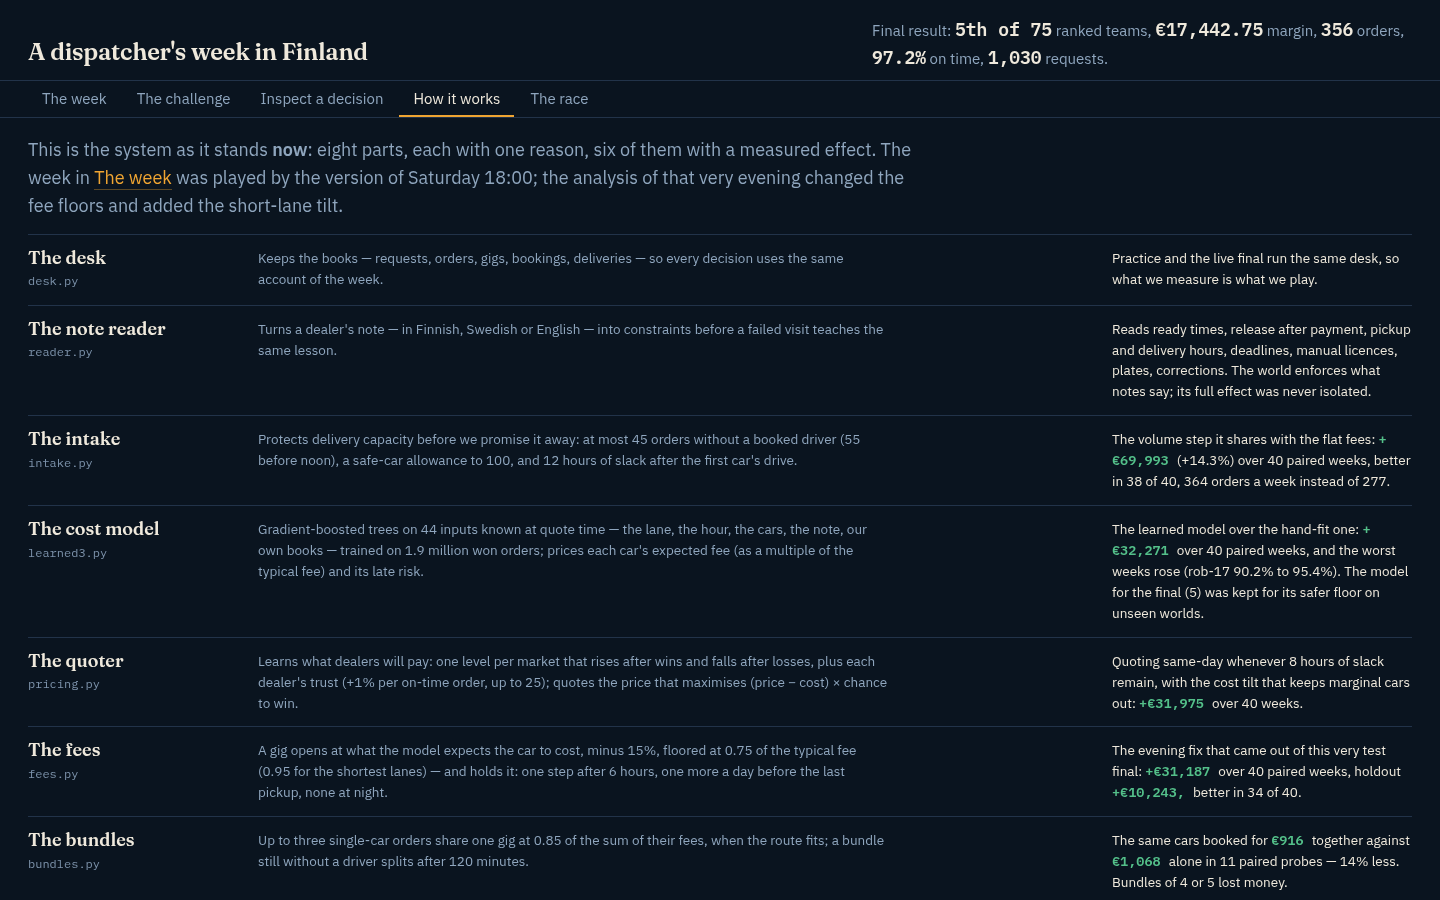 A dispatcher's week in Finland
Final result: 5th of 75 ranked teams, €17,442.75 margin, 356 orders,
97.2% on time, 1,030 requests.
The week
The challenge
Inspect a decision
How it works
The race
This is the system as it stands now: eight parts, each with one reason, six of them with a measured effect. The
week in The week was played by the version of Saturday 18:00; the analysis of that very evening changed the
fee floors and added the short-lane tilt.
The desk
desk.py
Keeps the books — requests, orders, gigs, bookings, deliveries — so every decision uses the same
account of the week.
Practice and the live final run the same desk, so
what we measure is what we play.
The note reader
reader.py
Turns a dealer's note — in Finnish, Swedish or English — into constraints before a failed visit teaches the
same lesson.
Reads ready times, release after payment, pickup
and delivery hours, deadlines, manual licences,
plates, corrections. The world enforces what
notes say; its full effect was never isolated.
The intake
intake.py
Protects delivery capacity before we promise it away: at most 45 orders without a booked driver (55
before noon), a safe-car allowance to 100, and 12 hours of slack after the first car's drive.
The volume step it shares with the flat fees: +
€69,993 (+14.3%) over 40 paired weeks, better
in 38 of 40, 364 orders a week instead of 277.
The cost model
learned3.py
Gradient-boosted trees on 44 inputs known at quote time — the lane, the hour, the cars, the note, our
own books — trained on 1.9 million won orders; prices each car's expected fee (as a multiple of the
typical fee) and its late risk.
The learned model over the hand-fit one: +
€32,271 over 40 paired weeks, and the worst
weeks rose (rob-17 90.2% to 95.4%). The model
for the final (5) was kept for its safer floor on
unseen worlds.
The quoter
pricing.py
Learns what dealers will pay: one level per market that rises after wins and falls after losses, plus each
dealer's trust (+1% per on-time order, up to 25); quotes the price that maximises (price − cost) × chance
to win.
Quoting same-day whenever 8 hours of slack
remain, with the cost tilt that keeps marginal cars
out: +€31,975 over 40 weeks.
The fees
fees.py
A gig opens at what the model expects the car to cost, minus 15%, floored at 0.75 of the typical fee
(0.95 for the shortest lanes) — and holds it: one step after 6 hours, one more a day before the last
pickup, none at night.
The evening fix that came out of this very test
final: +€31,187 over 40 paired weeks, holdout
+€10,243, better in 34 of 40.
The bundles
bundles.py
Up to three single-car orders share one gig at 0.85 of the sum of their fees, when the route fits; a bundle
still without a driver splits after 120 minutes.
The same cars booked for €916 together against
€1,068 alone in 11 paired probes — 14% less.
Bundles of 4 or 5 lost money.